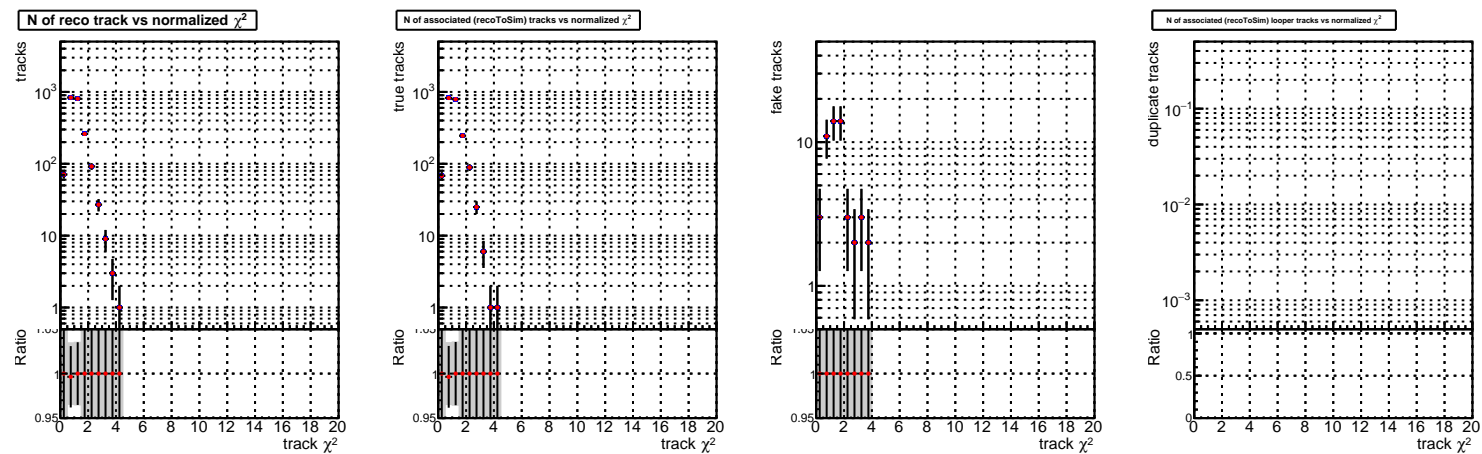 N of reco track vs normalized χ²
tracks
10³
10²
10
1
Ratio
1.05
1
0.95
0 2 4 6 8 10 12 14 16 18 20
track χ²
N of associated (recoToSim) tracks vs normalized χ²
true tracks
10³
10²
10
1
Ratio
1.05
1
0.95
0 2 4 6 8 10 12 14 16 18 20
track χ²
fake tracks
10
1
Ratio
1.05
1
0.95
0 2 4 6 8 10 12 14 16 18 20
track χ²
N of associated (recoToSim) looper tracks vs normalized χ²
duplicate tracks
10⁻¹
10⁻²
10⁻³
Ratio
1
0.5
0
0 2 4 6 8 10 12 14 16 18 20
track χ²